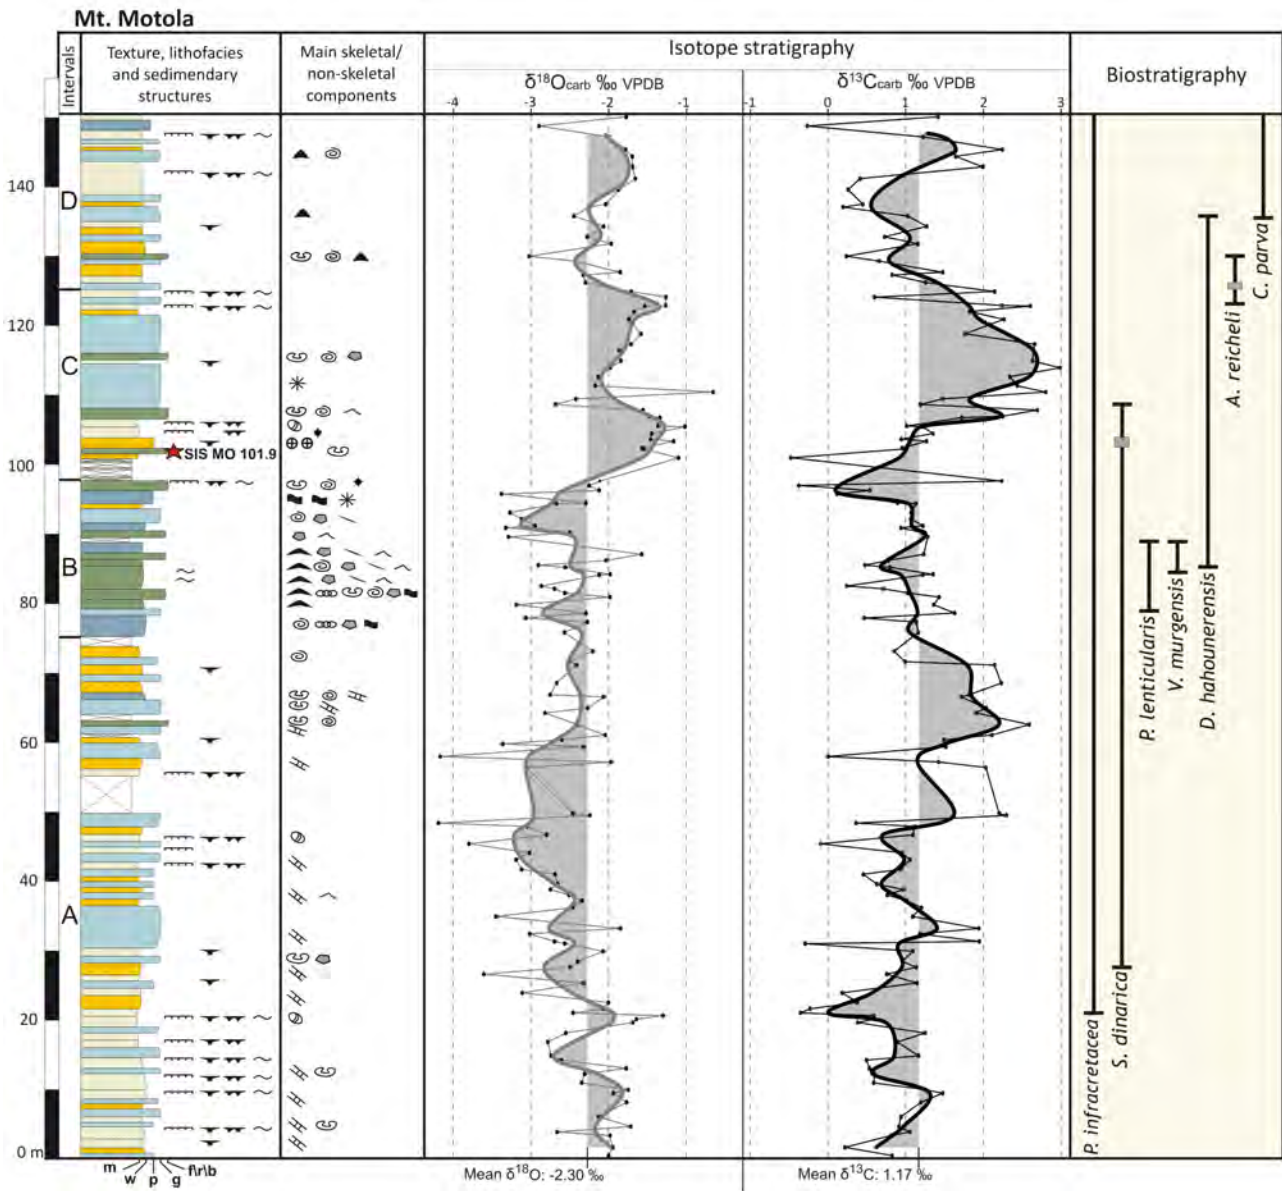 Mt. Motola
Intervals
Texture, lithofacies
and sedimendary
structures
Main skeletal/
non-skeletal
components
Isotope stratigraphy
δ18Ocarb ‰ VPDB
δ13Ccarb ‰ VPDB
Biostratigraphy
-4 -3 -2 -1 -1 0 1 2 3
140
D
120
C
100
SIS MO 101.9
B
80
60
40
A
20
0 m
C. parva
A. reicheli
D. hahounerensis
V. murgensis
P. lenticularis
S. dinarica
P. infracretacea
m w p g f\r\b
Mean δ18O: -2.30 ‰
Mean δ13C: 1.17 ‰